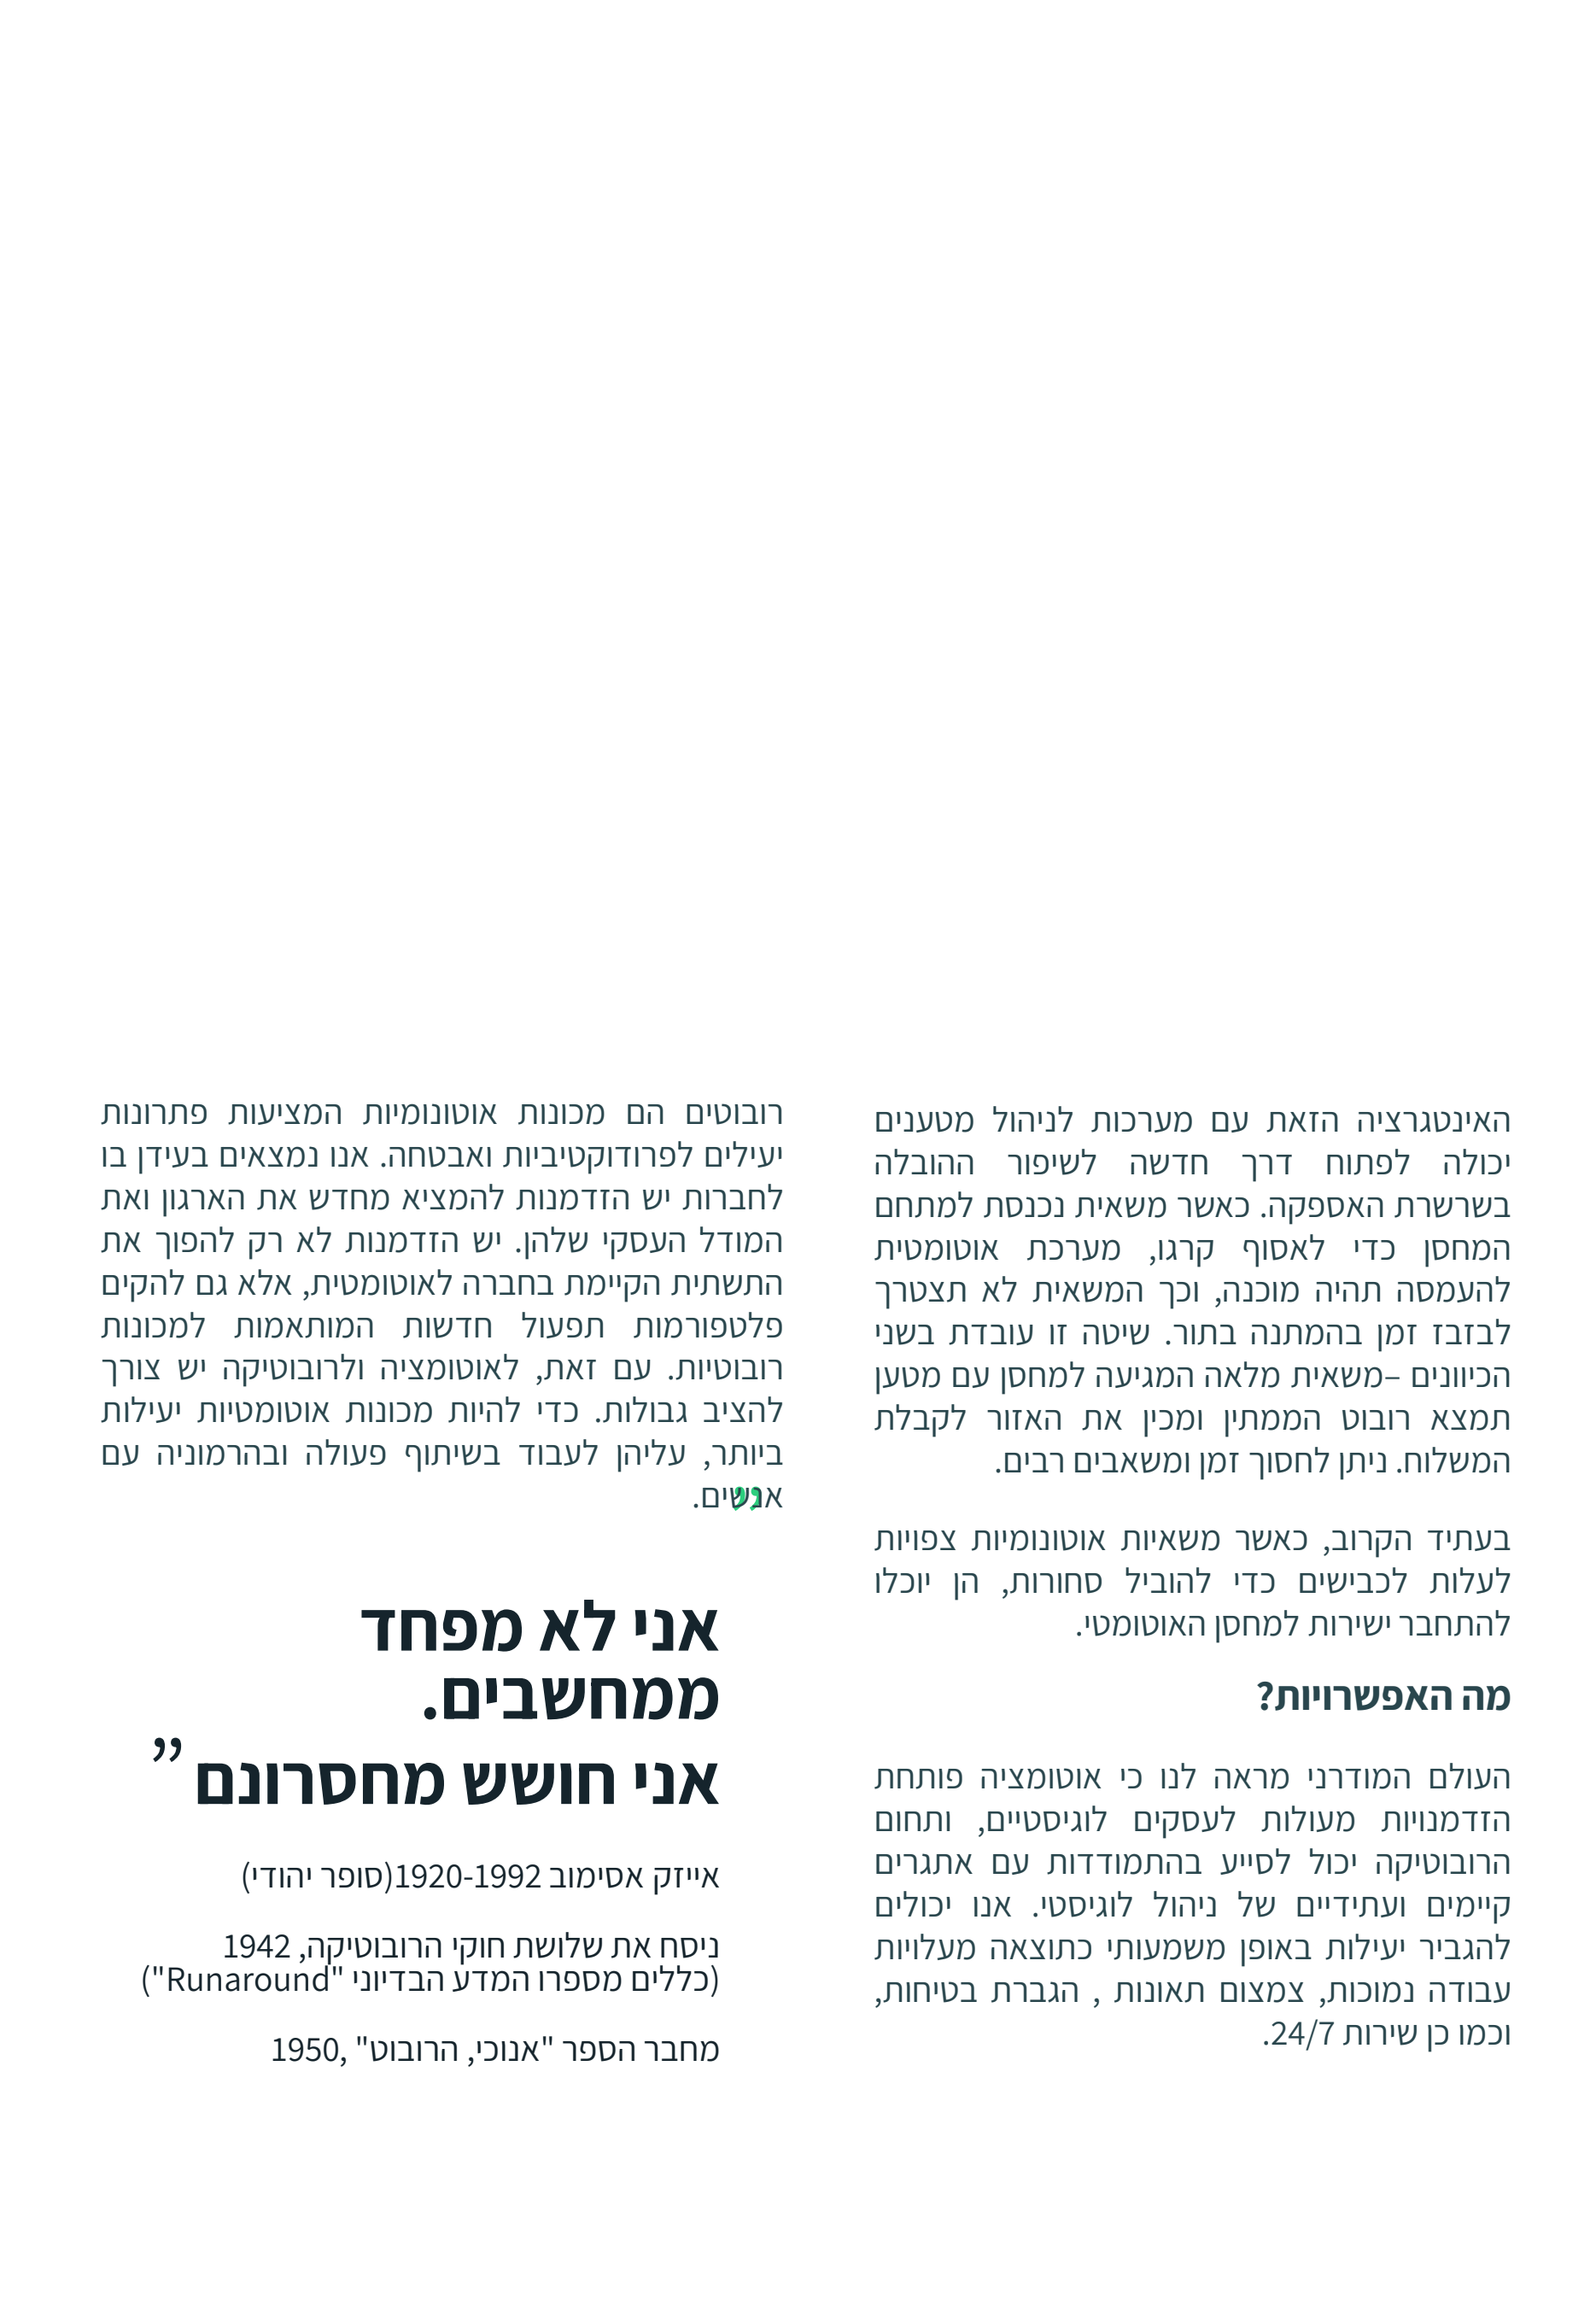 האינטגרציה הזאת עם מערכות לניהול מטענים
יכולה לפתוח דרך חדשה לשיפור ההובלה
בשרשרת האספקה. כאשר משאית נכנסת למתחם
המחסן כדי לאסוף קרגו, מערכת אוטומטית
להעמסה תהיה מוכנה, וכך המשאית לא תצטרך
לבזבז זמן בהמתנה בתור. שיטה זו עובדת בשני
הכיוונים –משאית מלאה המגיעה למחסן עם מטען
תמצא רובוט הממתין ומכין את האזור לקבלת
המשלוח. ניתן לחסוך זמן ומשאבים רבים.
בעתיד הקרוב, כאשר משאיות אוטונומיות צפויות
לעלות לכבישים כדי להוביל סחורות, הן יוכלו
להתחבר ישירות למחסן האוטומטי.
מה האפשרויות?
העולם המודרני מראה לנו כי אוטומציה פותחת
הזדמנויות מעולות לעסקים לוגיסטיים, ותחום
הרובוטיקה יכול לסייע בהתמודדות עם אתגרים
קיימים ועתידיים של ניהול לוגיסטי. אנו יכולים
להגביר יעילות באופן משמעותי כתוצאה מעלויות
עבודה נמוכות, צמצום תאונות , הגברת בטיחות,
וכמו כן שירות 24/7.
רובוטים הם מכונות אוטונומיות המציעות פתרונות
יעילים לפרודוקטיביות ואבטחה. אנו נמצאים בעידן בו
לחברות יש הזדמנות להמציא מחדש את הארגון ואת
המודל העסקי שלהן. יש הזדמנות לא רק להפוך את
התשתית הקיימת בחברה לאוטומטית, אלא גם להקים
פלטפורמות תפעול חדשות המותאמות למכונות
רובוטיות. עם זאת, לאוטומציה ולרובוטיקה יש צורך
להציב גבולות. כדי להיות מכונות אוטומטיות יעילות
ביותר, עליהן לעבוד בשיתוף פעולה ובהרמוניה עם
אנשים.
”
אני לא מפחד
ממחשבים.
אני חושש מחסרונם ”
אייזק אסימוב 1920-1992(סופר יהודי)
ניסח את שלושת חוקי הרובוטיקה, 1942
(כללים מספרו המדע הבדיוני "Runaround")
מחבר הספר "אנוכי, הרובוט" ,1950